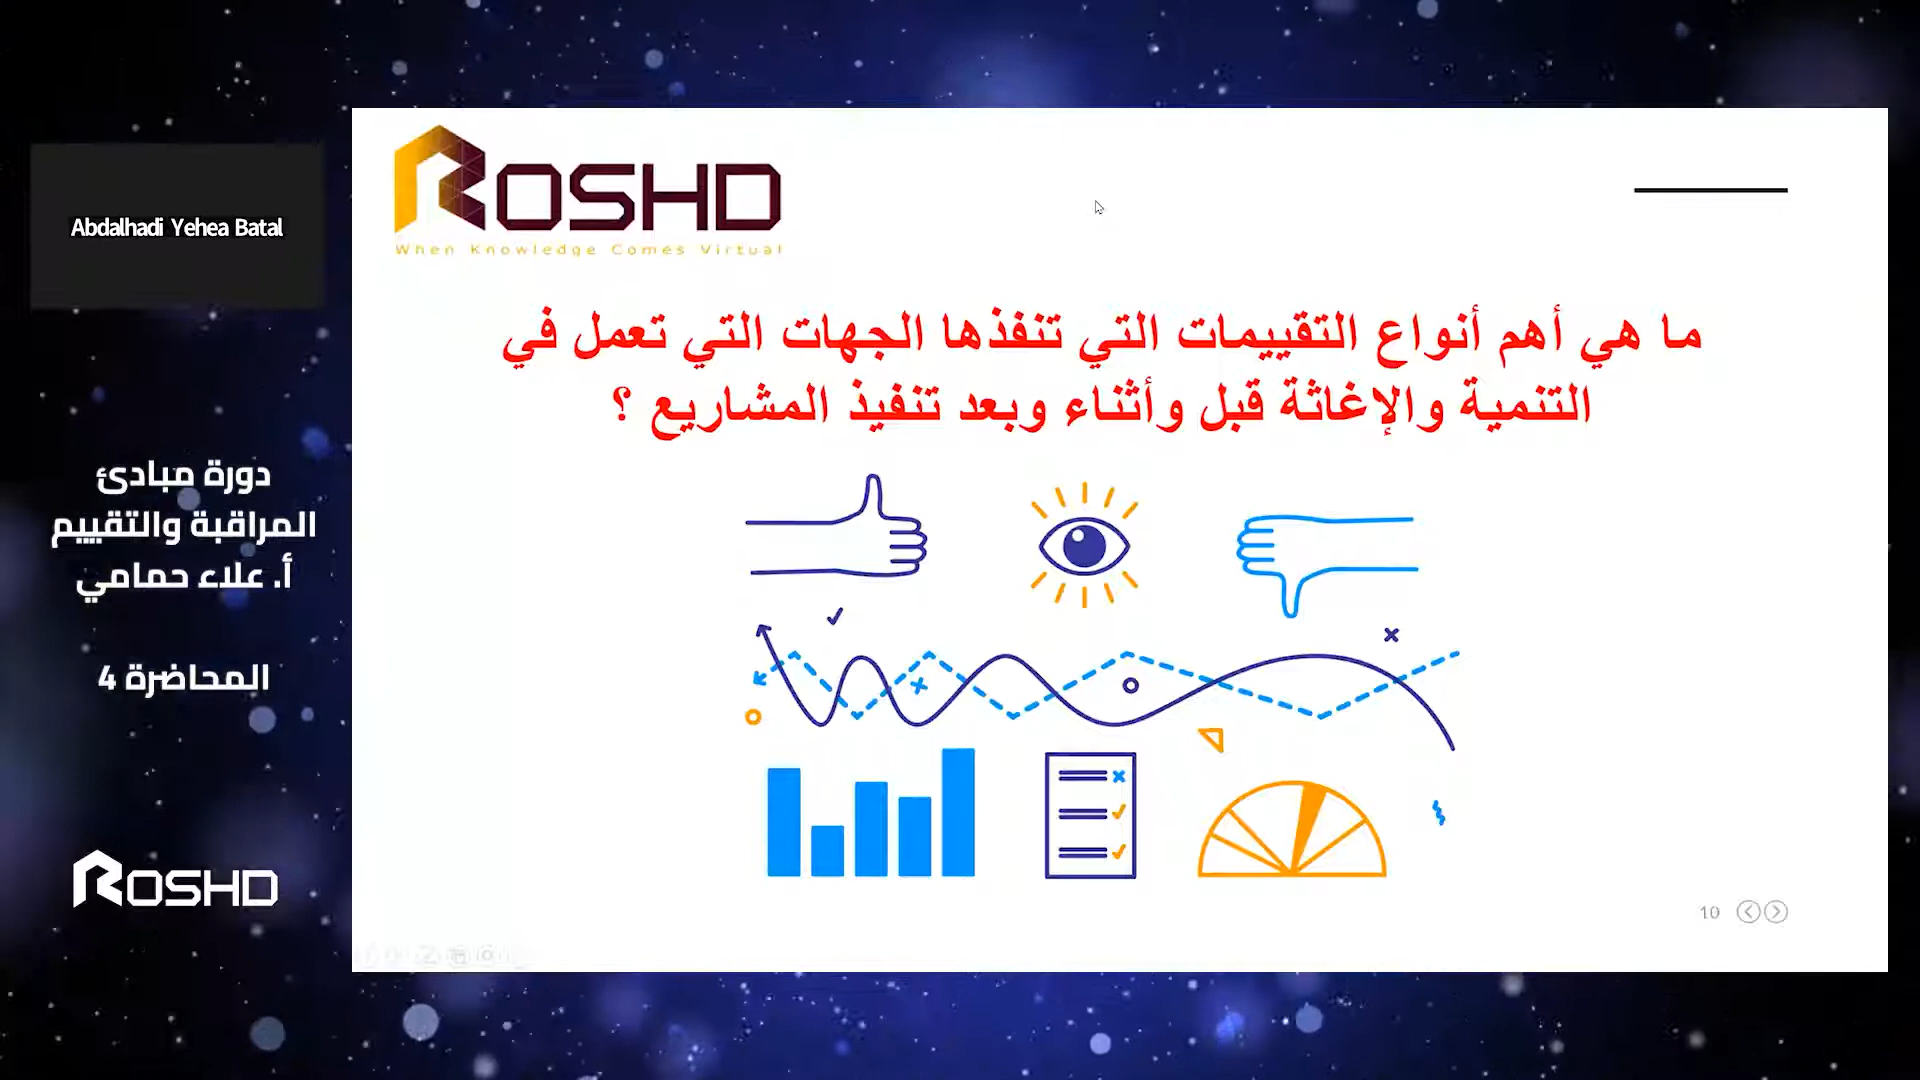 Abdalhadi Yehea Batal
دورة مبادئ
المراقبة والتقييم
أ. علاء حمامي
المحاضرة 4
ROSHD
ROSHD
When Knowledge Comes Virtual
ما هي أهم أنواع التقييمات التي تنفذها الجهات التي تعمل في
التنمية والإغاثة قبل وأثناء وبعد تنفيذ المشاريع ؟
10